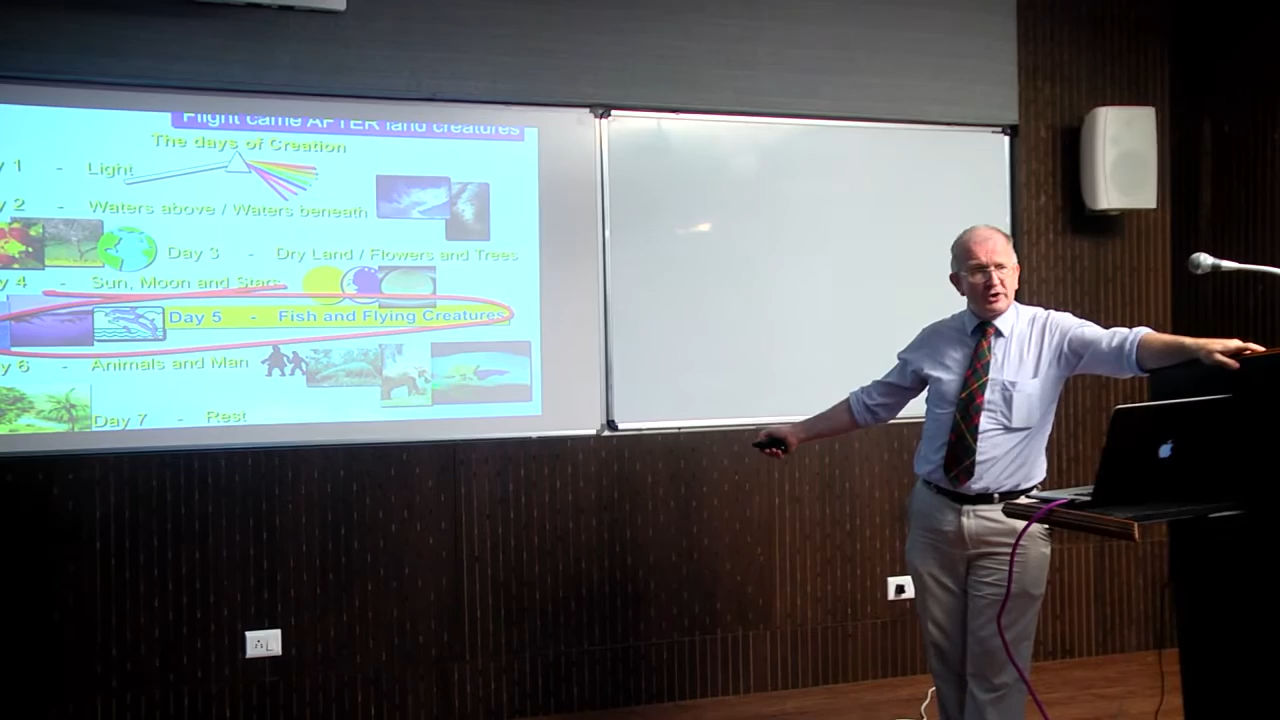 Flight came AFTER land creatures
The days of Creation
y 1 - Light
y 2 - Waters above / Waters beneath
Day 3 - Dry Land / Flowers and Trees
y 4 - Sun, Moon and Stars
Day 5 - Fish and Flying Creatures
y 6 - Animals and Man
Day 7 - Rest